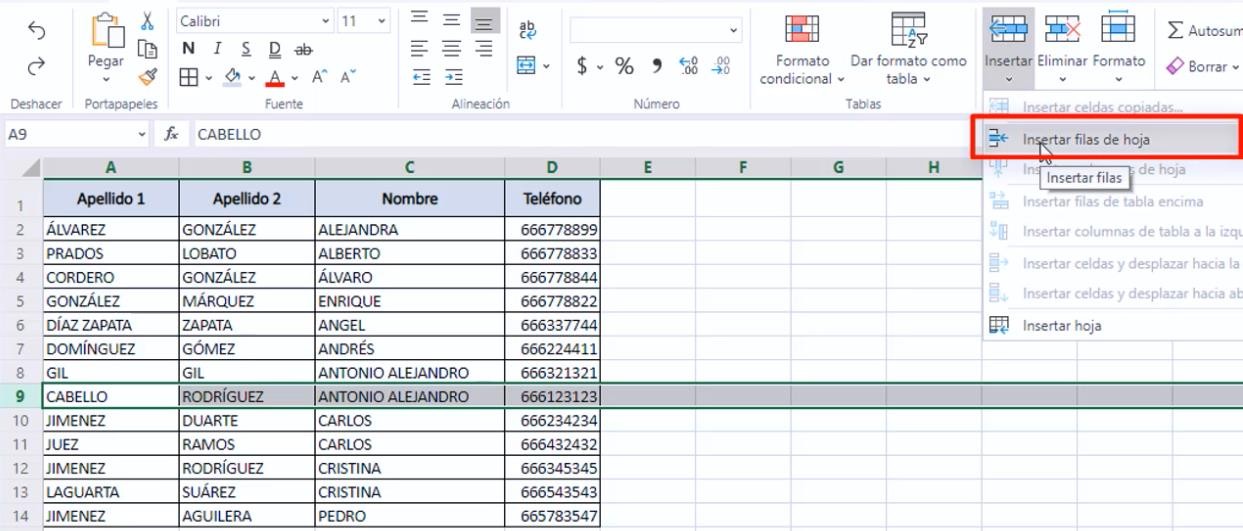 Calibri 11
ab
$ % , ,00
Pegar
N I S D ab
A A A
Insertar Eliminar Formato
Formato condicional
Dar formato como tabla
Autosum
Borrar
Deshacer Portapapeles Fuente Alineación Número Tablas
Insertar celdas copiadas...
Insertar filas de hoja
de hoja
Insertar filas
Insertar filas de tabla encima
Insertar columnas de tabla a la izqu
Insertar celdas y desplazar hacia la
Insertar celdas y desplazar hacia ab
Insertar hoja
A9 fx CABELLO
A B C D E F G H
1 Apellido 1 Apellido 2 Nombre Teléfono
2 ÁLVAREZ GONZÁLEZ ALEJANDRA 666778899
3 PRADOS LOBATO ALBERTO 666778833
4 CORDERO GONZÁLEZ ÁLVARO 666778844
5 GONZÁLEZ MÁRQUEZ ENRIQUE 666778822
6 DÍAZ ZAPATA ZAPATA ANGEL 666337744
7 DOMÍNGUEZ GÓMEZ ANDRÉS 666224411
8 GIL GIL ANTONIO ALEJANDRO 666321321
9 CABELLO RODRÍGUEZ ANTONIO ALEJANDRO 666123123
10 JIMENEZ DUARTE CARLOS 666234234
11 JUEZ RAMOS CARLOS 666432432
12 JIMENEZ RODRÍGUEZ CRISTINA 666345345
13 LAGUARTA SUÁREZ CRISTINA 666543543
14 JIMENEZ AGUILERA PEDRO 665783547